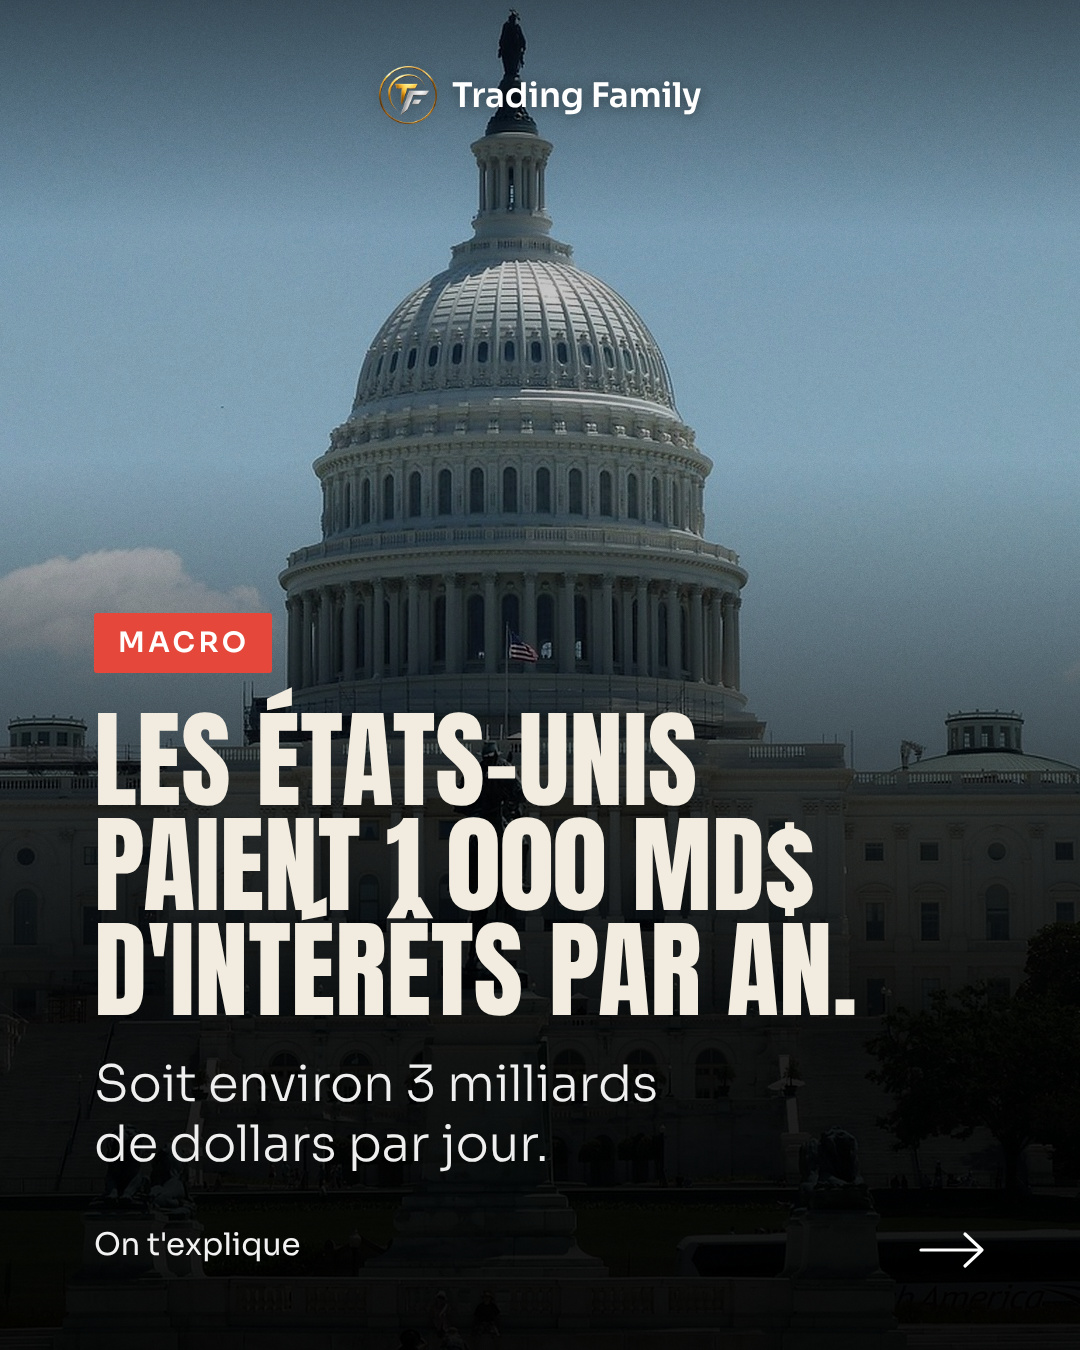 Trading Family
MACRO
LES ÉTATS-UNIS
PAIENT 1 000 MD$
D'INTÉRÊTS PAR AN.
Soit environ 3 milliards
de dollars par jour.
On t'explique
America